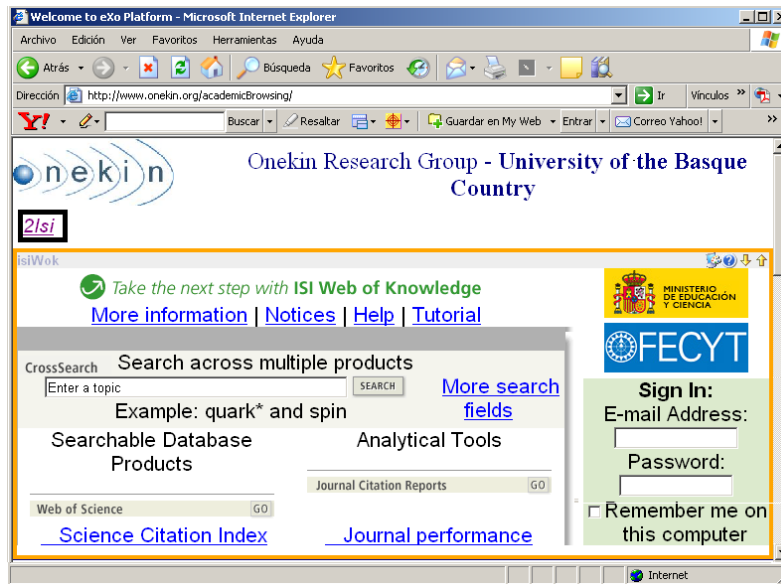 Welcome to eXo Platform - Microsoft Internet Explorer
Archivo Edición Ver Favoritos Herramientas Ayuda
Atrás Búsqueda Favoritos
Dirección http://www.onekin.org/academicBrowsing/ Ir Vínculos »
Y! Buscar Resaltar Guardar en My Web Entrar Correo Yahoo! »
onekin
Onekin Research Group - University of the Basque
Country
2Isi
isiWok
Take the next step with ISI Web of Knowledge
More information | Notices | Help | Tutorial
MINISTERIO
DE EDUCACIÓN
Y CIENCIA
FECYT
CrossSearch Search across multiple products
Enter a topic SEARCH More search
fields
Example: quark* and spin
Searchable Database
Products
Analytical Tools
Journal Citation Reports GO
Web of Science GO
Science Citation Index Journal performance
Sign In:
E-mail Address:
Password:
Remember me on
this computer
Internet